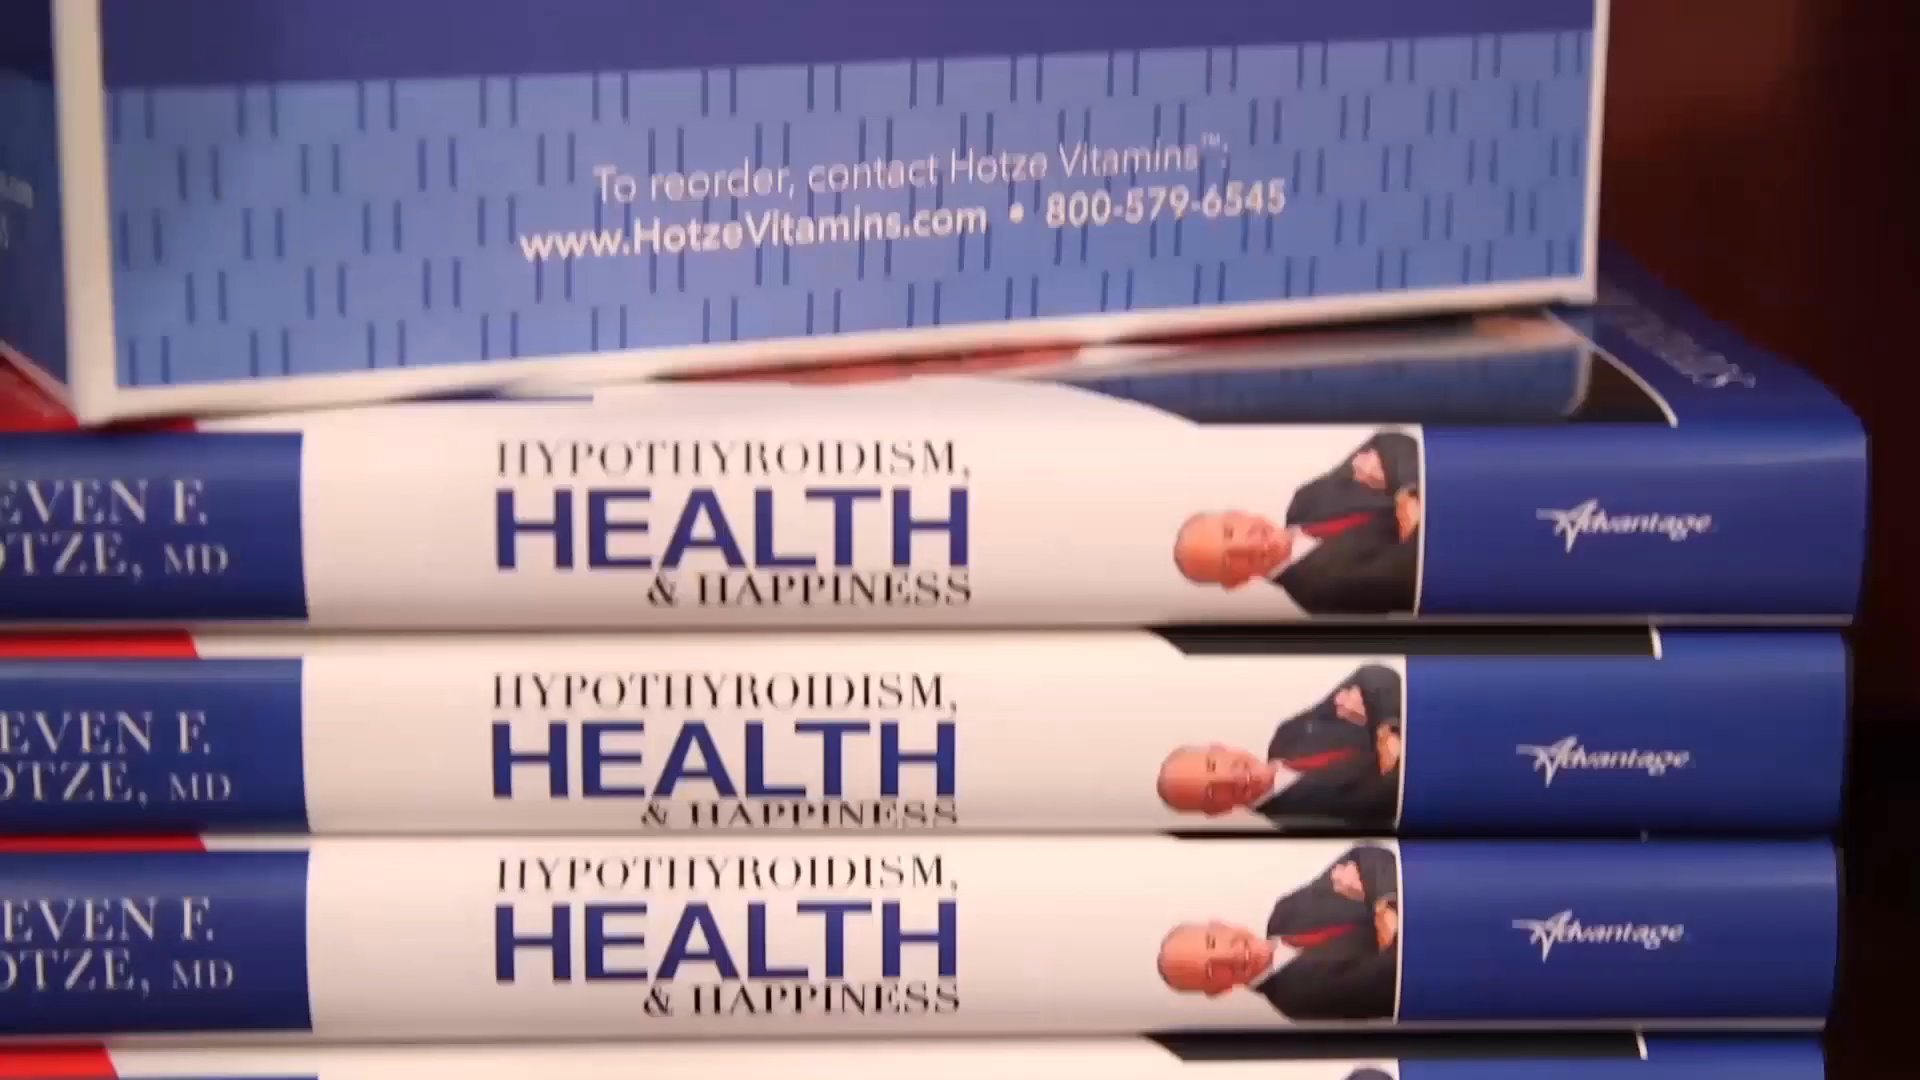 To reorder, contact Hotze Vitamins™:
www.HotzeVitamins.com • 800-579-6545
EVEN F.
OTZE, MD
HYPOTHYROIDISM,
HEALTH
& HAPPINESS
Advantage
EVEN F.
OTZE, MD
HYPOTHYROIDISM,
HEALTH
& HAPPINESS
Advantage
EVEN F.
OTZE, MD
HYPOTHYROIDISM,
HEALTH
& HAPPINESS
Advantage